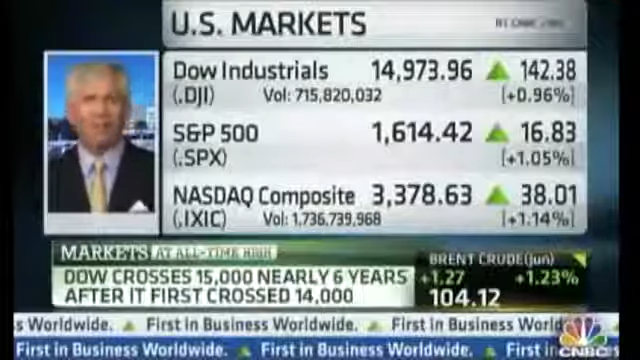 U.S. MARKETS
Dow Industrials 14,973.96 142.38
(.DJI) Vol: 715,820,032 [+0.96%]
S&P 500 1,614.42 16.83
(.SPX) [+1.05%]
NASDAQ Composite 3,378.63 38.01
(.IXIC) Vol: 1,736,739,968 [+1.14%]
MARKETS AT ALL-TIME HIGH
DOW CROSSES 15,000 NEARLY 6 YEARS
AFTER IT FIRST CROSSED 14,000
BRENT CRUDE(Jun)
+1.27 +1.23%
104.12
s Worldwide. First in Business Worldwide. First in Business World
First in Business Worldwide. First in Business Worldwide. First i
CNBC